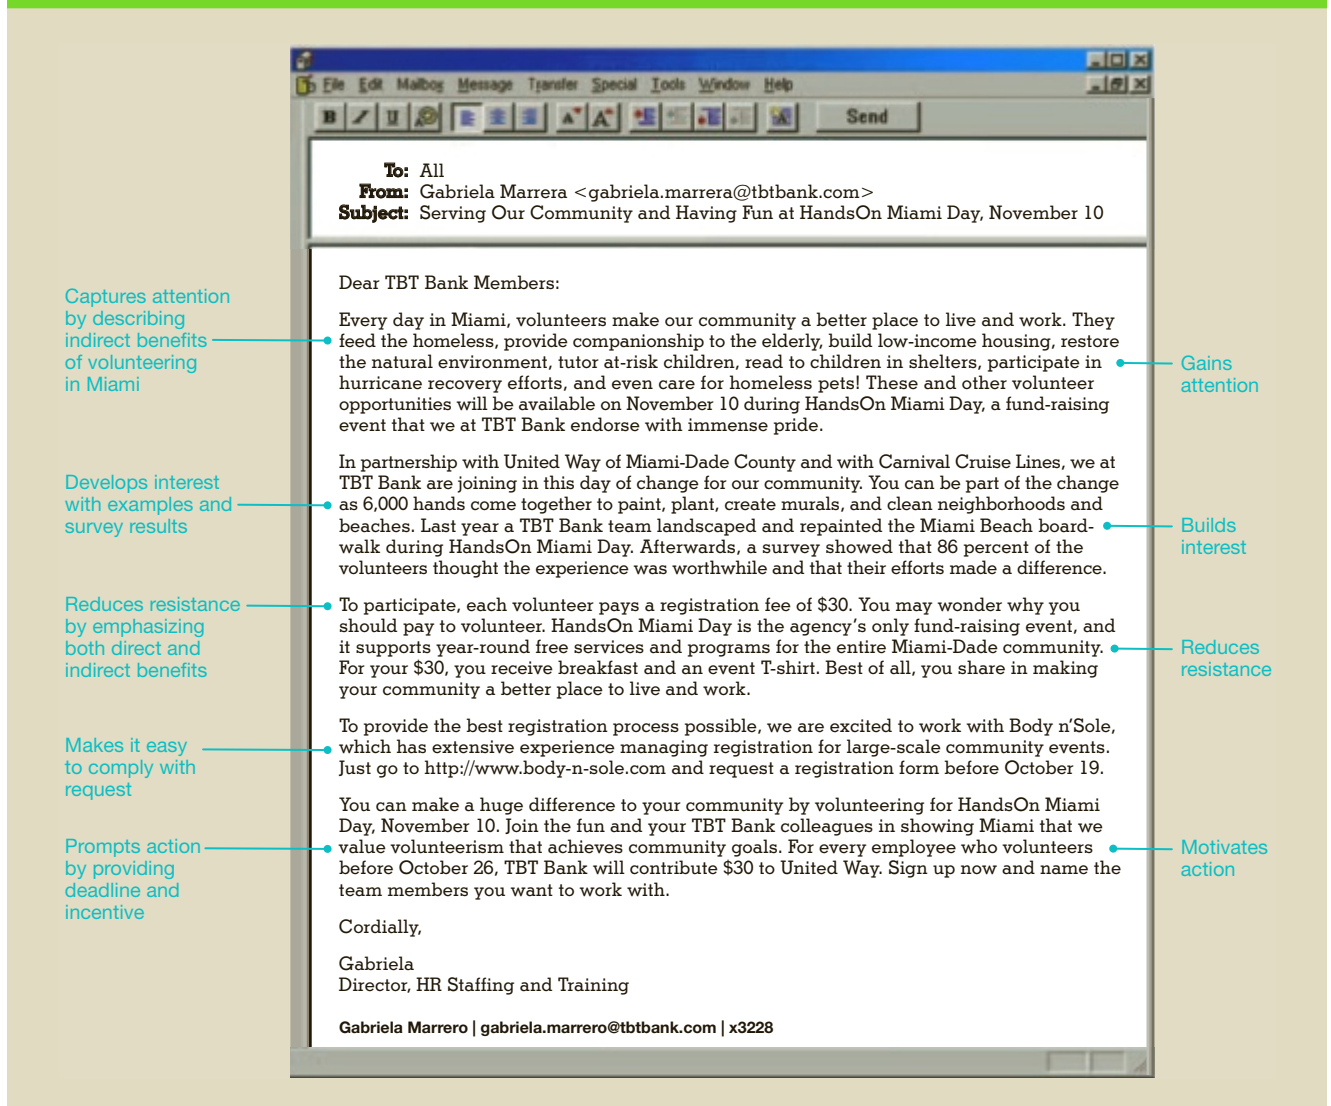 File Edit Mailbox Message Transfer Special Tools Window Help
B I U Send
To: All
From: Gabriela Marrera <gabriela.marrera@tbtbank.com>
Subject: Serving Our Community and Having Fun at HandsOn Miami Day, November 10
Dear TBT Bank Members:
Every day in Miami, volunteers make our community a better place to live and work. They
feed the homeless, provide companionship to the elderly, build low-income housing, restore
the natural environment, tutor at-risk children, read to children in shelters, participate in
hurricane recovery efforts, and even care for homeless pets! These and other volunteer
opportunities will be available on November 10 during HandsOn Miami Day, a fund-raising
event that we at TBT Bank endorse with immense pride.
In partnership with United Way of Miami-Dade County and with Carnival Cruise Lines, we at
TBT Bank are joining in this day of change for our community. You can be part of the change
as 6,000 hands come together to paint, plant, create murals, and clean neighborhoods and
beaches. Last year a TBT Bank team landscaped and repainted the Miami Beach board-
walk during HandsOn Miami Day. Afterwards, a survey showed that 86 percent of the
volunteers thought the experience was worthwhile and that their efforts made a difference.
To participate, each volunteer pays a registration fee of $30. You may wonder why you
should pay to volunteer. HandsOn Miami Day is the agency's only fund-raising event, and
it supports year-round free services and programs for the entire Miami-Dade community.
For your $30, you receive breakfast and an event T-shirt. Best of all, you share in making
your community a better place to live and work.
To provide the best registration process possible, we are excited to work with Body n'Sole,
which has extensive experience managing registration for large-scale community events.
Just go to http://www.body-n-sole.com and request a registration form before October 19.
You can make a huge difference to your community by volunteering for HandsOn Miami
Day, November 10. Join the fun and your TBT Bank colleagues in showing Miami that we
value volunteerism that achieves community goals. For every employee who volunteers
before October 26, TBT Bank will contribute $30 to United Way. Sign up now and name the
team members you want to work with.
Cordially,
Gabriela
Director, HR Staffing and Training
Gabriela Marrero | gabriela.marrero@tbtbank.com | x3228
Captures attention
by describing
indirect benefits
of volunteering
in Miami
Develops interest
with examples and
survey results
Reduces resistance
by emphasizing
both direct and
indirect benefits
Makes it easy
to comply with
request
Prompts action
by providing
deadline and
incentive
Gains
attention
Builds
interest
Reduces
resistance
Motivates
action